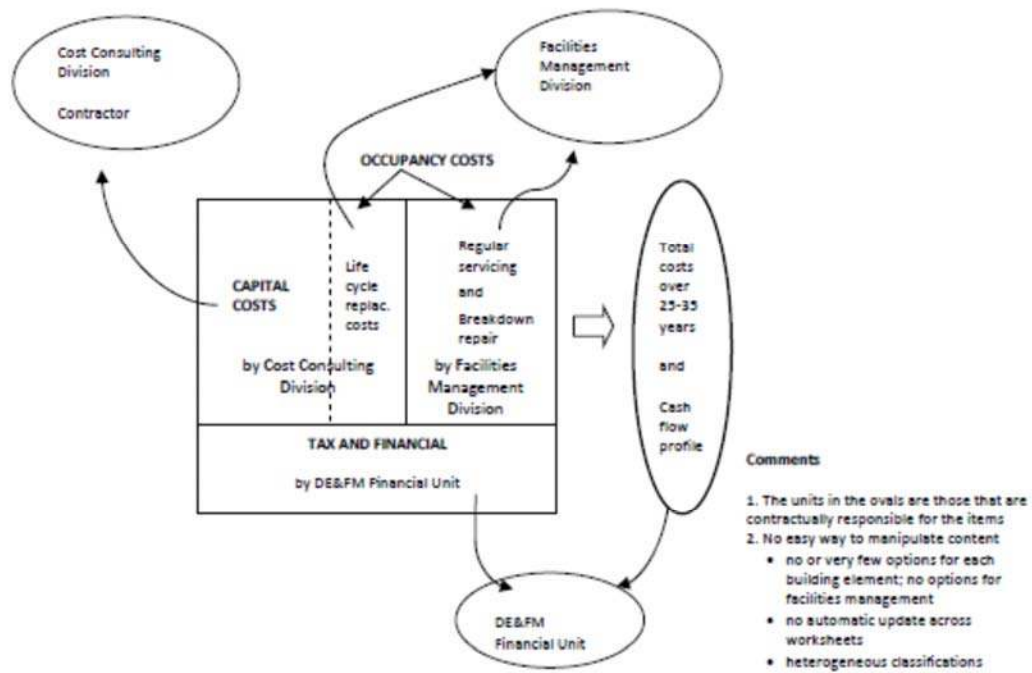 Cost Consulting
Division
Contractor
Facilities
Management
Division
OCCUPANCY COSTS
CAPITAL
COSTS
Life
cycle
replac.
costs
by Cost Consulting
Division
Regular
servicing
and
Breakdown
repair
by Facilities
Management
Division
TAX AND FINANCIAL
by DE&FM Financial Unit
Total
costs
over
25-35
years
and
Cash
flow
profile
DE&FM
Financial Unit
Comments
1. The units in the ovals are those that are
contractually responsible for the items
2. No easy way to manipulate content
• no or very few options for each
building element; no options for
facilities management
• no automatic update across
worksheets
• heterogeneous classifications